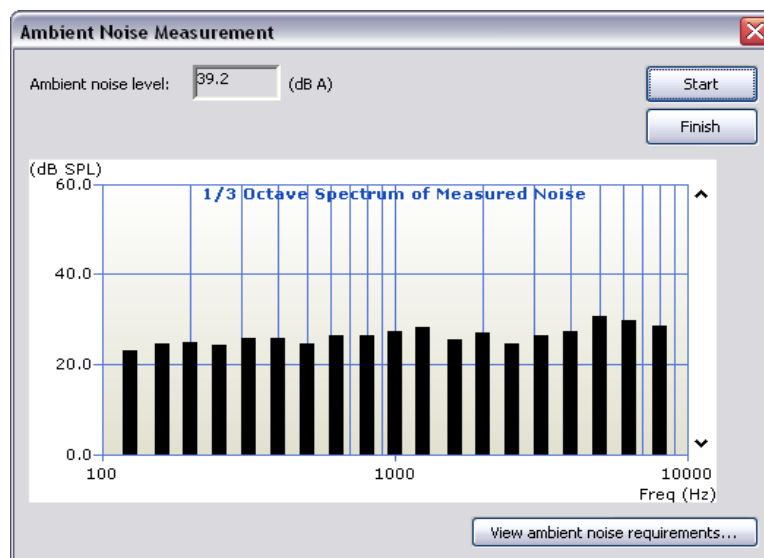 Ambient Noise Measurement
Ambient noise level: 39.2 (dB A)
Start
Finish
(dB SPL)
60.0
1/3 Octave Spectrum of Measured Noise
40.0
20.0
0.0
100 1000 10000
Freq (Hz)
View ambient noise requirements...